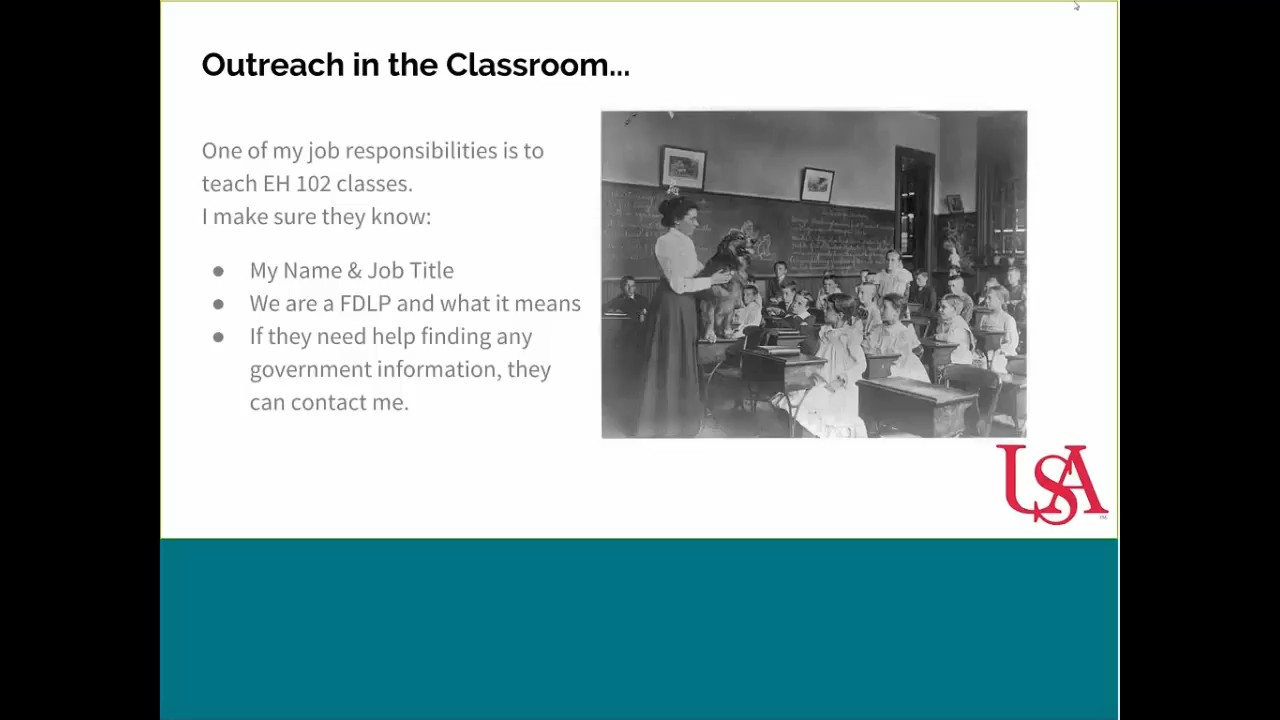 Outreach in the Classroom...
One of my job responsibilities is to
teach EH 102 classes.
I make sure they know:
● My Name & Job Title
● We are a FDLP and what it means
● If they need help finding any
government information, they
can contact me.
USA